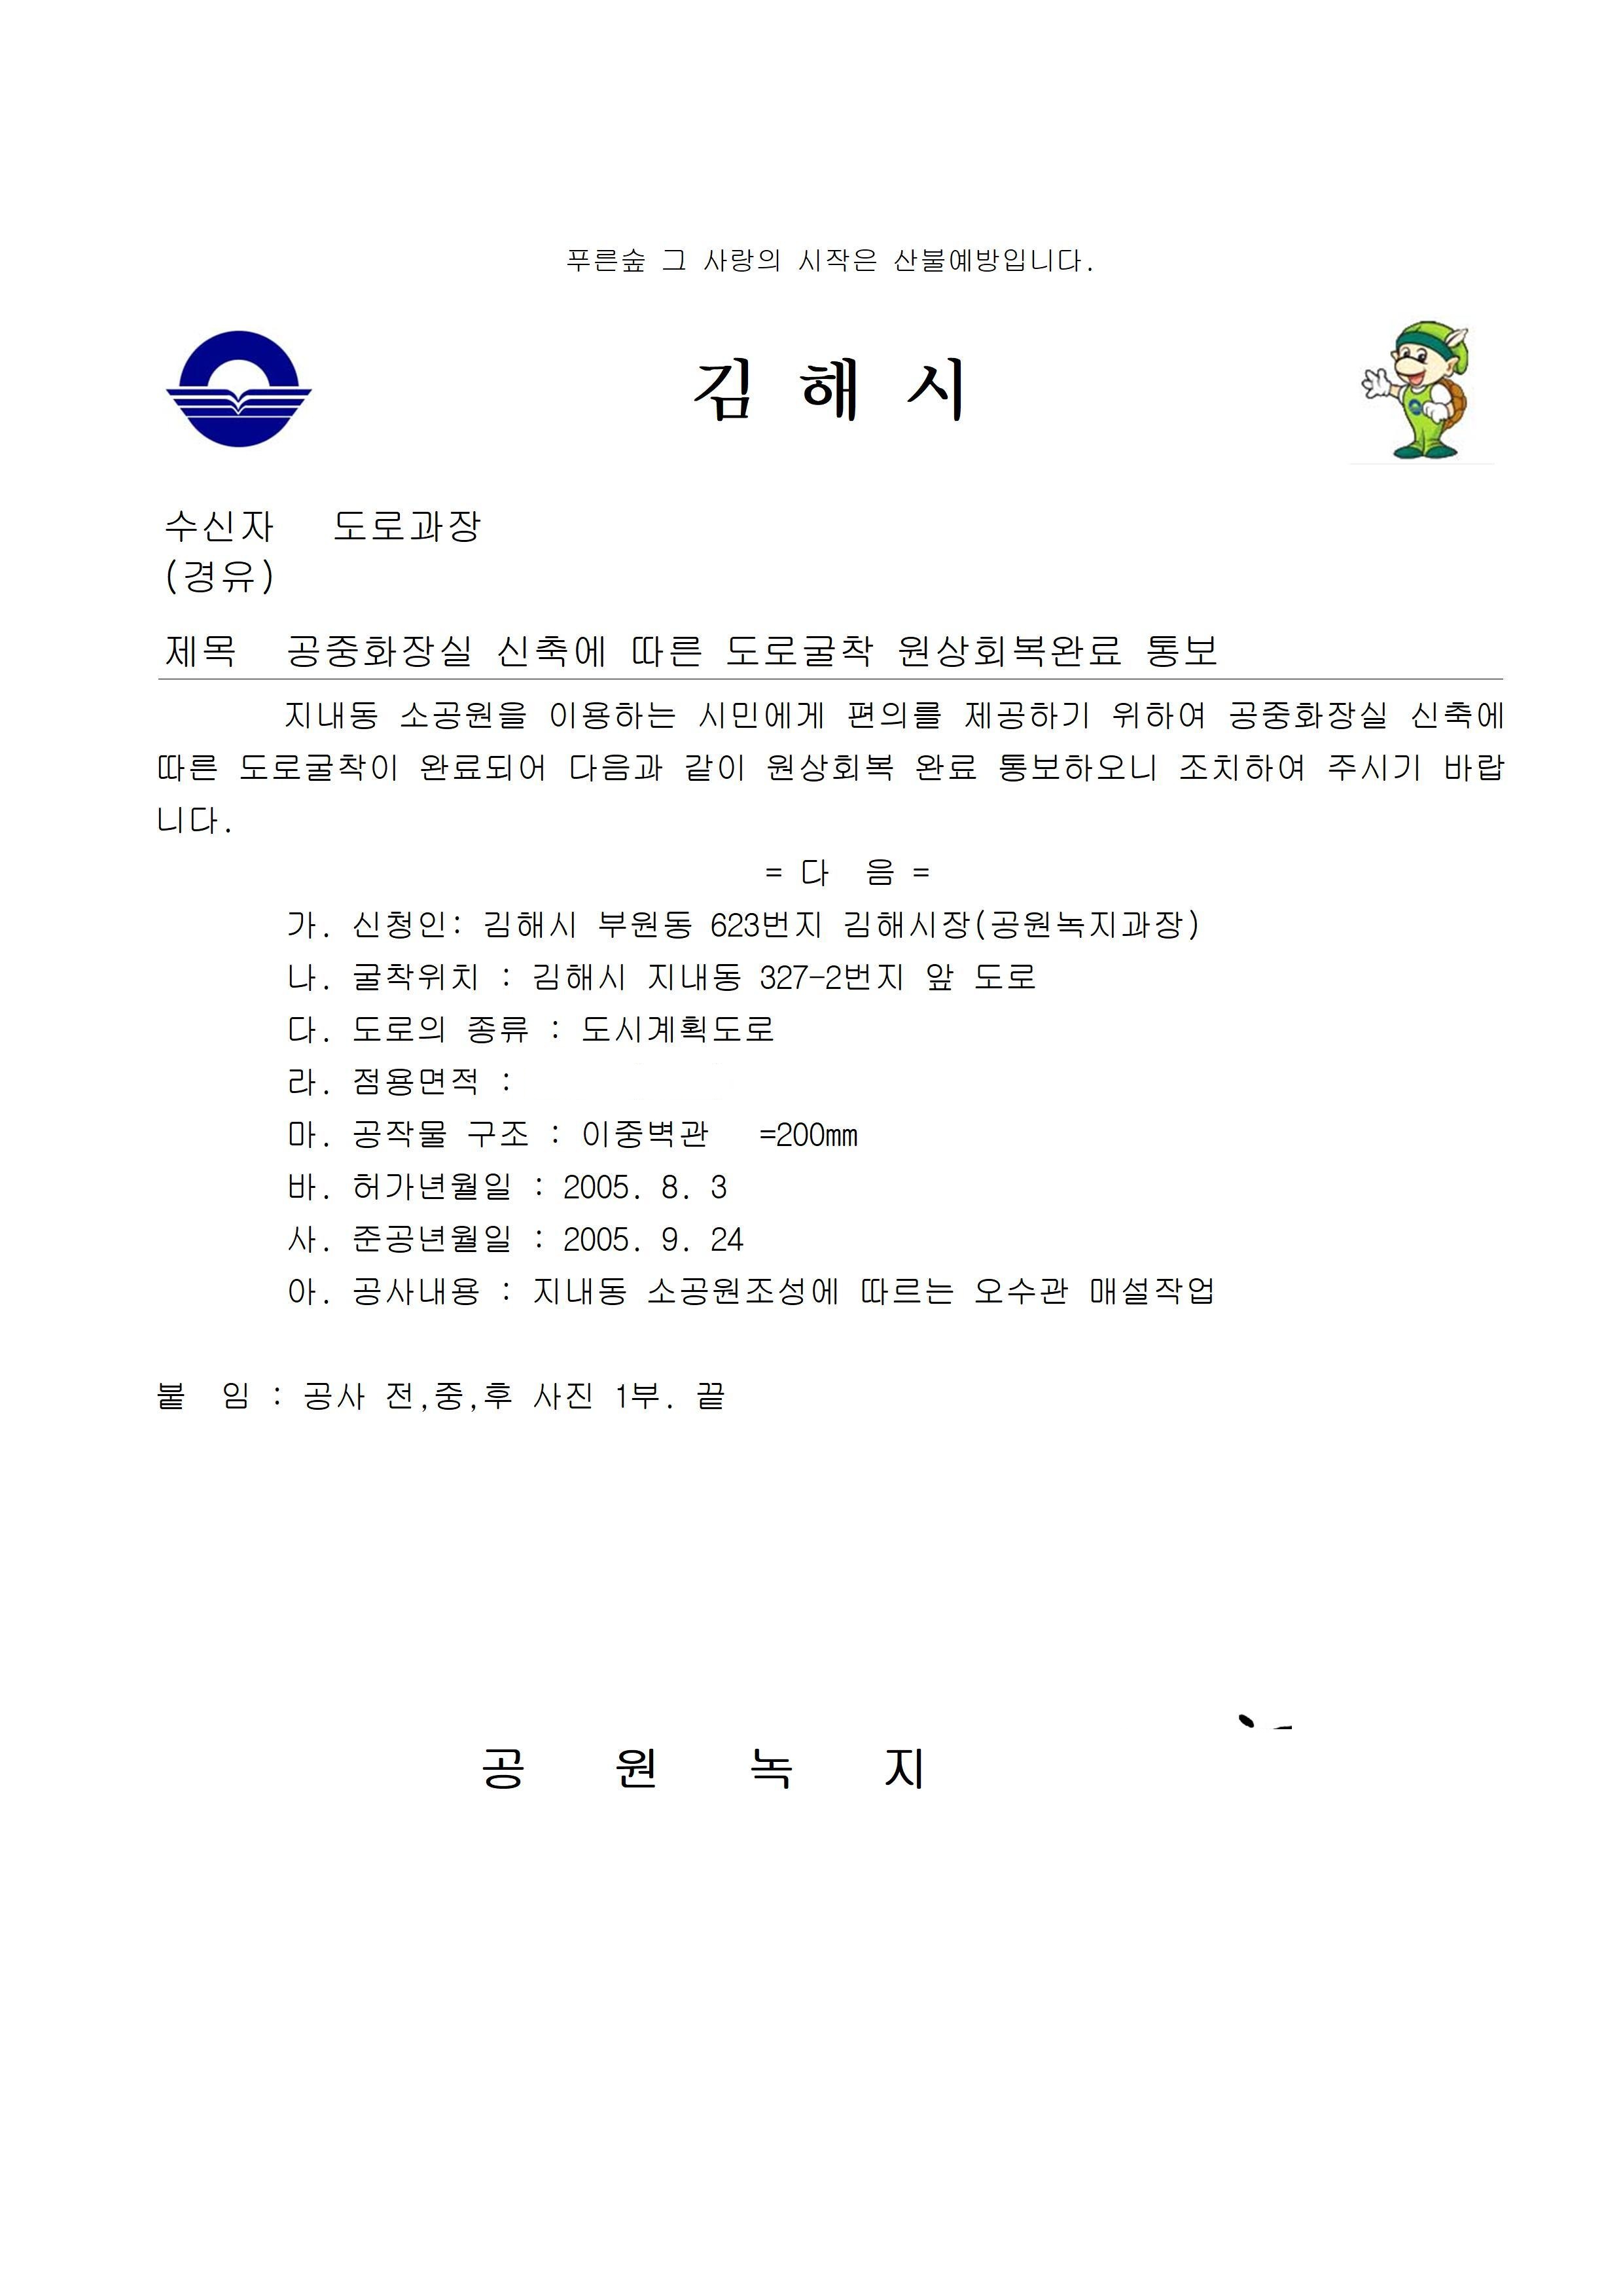 푸른숲 그 사랑의 시작은 산불예방입니다.
김 해 시
수신자 도로과장
(경유)
제목 공중화장실 신축에 따른 도로굴착 원상회복완료 통보
지내동 소공원을 이용하는 시민에게 편의를 제공하기 위하여 공중화장실 신축에
따른 도로굴착이 완료되어 다음과 같이 원상회복 완료 통보하오니 조치하여 주시기 바랍
니다.
= 다 음 =
가. 신청인: 김해시 부원동 623번지 김해시장(공원녹지과장)
나. 굴착위치 : 김해시 지내동 327-2번지 앞 도로
다. 도로의 종류 : 도시계획도로
라. 점용면적 :
마. 공작물 구조 : 이중벽관 =200mm
바. 허가년월일 : 2005. 8. 3
사. 준공년월일 : 2005. 9. 24
아. 공사내용 : 지내동 소공원조성에 따르는 오수관 매설작업
붙 임 : 공사 전,중,후 사진 1부. 끝
공 원 녹 지